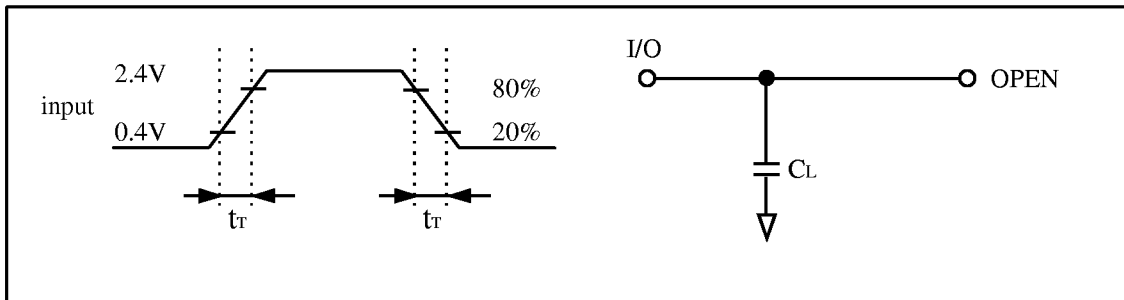 input
2.4V
0.4V
80%
20%
tT
tT
I/O
OPEN
CL